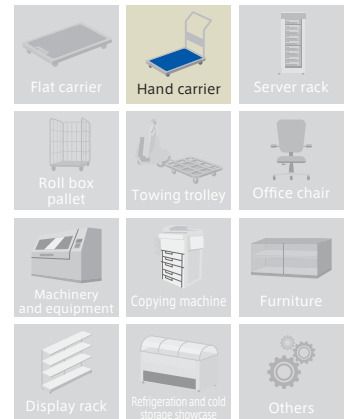 Flat carrier
Hand carrier
Server rack
Roll box
pallet
Towing trolley
Office chair
Machinery
and equipment
Copying machine
Furniture
Display rack
Refrigeration and cold
storage showcase
Others